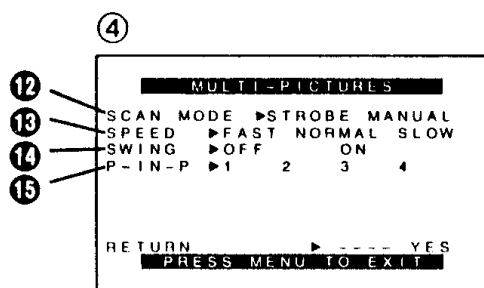 ④
MULTI-PICTURES
⑫ SCAN MODE ▶STROBE MANUAL
⑬ SPEED ▶FAST NORMAL SLOW
⑭ SWING ▶OFF ON
⑮ P-IN-P ▶1 2 3 4
RETURN ▶ ---- YES
PRESS MENU TO EXIT